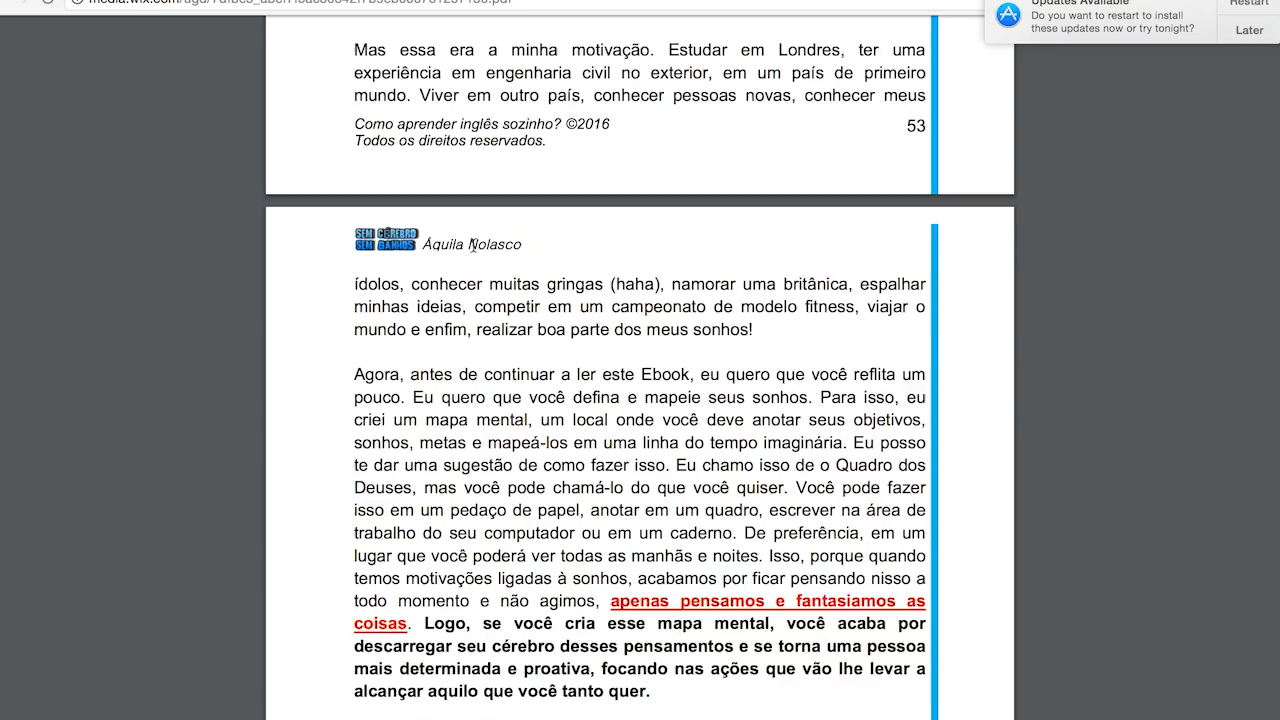 Updates Available
Do you want to restart to install
these updates now or try tonight?
Restart
Later
Mas essa era a minha motivação. Estudar em Londres, ter uma
experiência em engenharia civil no exterior, em um país de primeiro
mundo. Viver em outro país, conhecer pessoas novas, conhecer meus
Como aprender inglês sozinho? ©2016
53
Todos os direitos reservados.
SEM CÉREBRO
SEM GANHOS
Áquila Nolasco
ídolos, conhecer muitas gringas (haha), namorar uma britânica, espalhar
minhas ideias, competir em um campeonato de modelo fitness, viajar o
mundo e enfim, realizar boa parte dos meus sonhos!
Agora, antes de continuar a ler este Ebook, eu quero que você reflita um
pouco. Eu quero que você defina e mapeie seus sonhos. Para isso, eu
criei um mapa mental, um local onde você deve anotar seus objetivos,
sonhos, metas e mapeá-los em uma linha do tempo imaginária. Eu posso
te dar uma sugestão de como fazer isso. Eu chamo isso de o Quadro dos
Deuses, mas você pode chamá-lo do que você quiser. Você pode fazer
isso em um pedaço de papel, anotar em um quadro, escrever na área de
trabalho do seu computador ou em um caderno. De preferência, em um
lugar que você poderá ver todas as manhãs e noites. Isso, porque quando
temos motivações ligadas à sonhos, acabamos por ficar pensando nisso a
todo momento e não agimos, apenas pensamos e fantasiamos as
coisas. Logo, se você cria esse mapa mental, você acaba por
descarregar seu cérebro desses pensamentos e se torna uma pessoa
mais determinada e proativa, focando nas ações que vão lhe levar a
alcançar aquilo que você tanto quer.